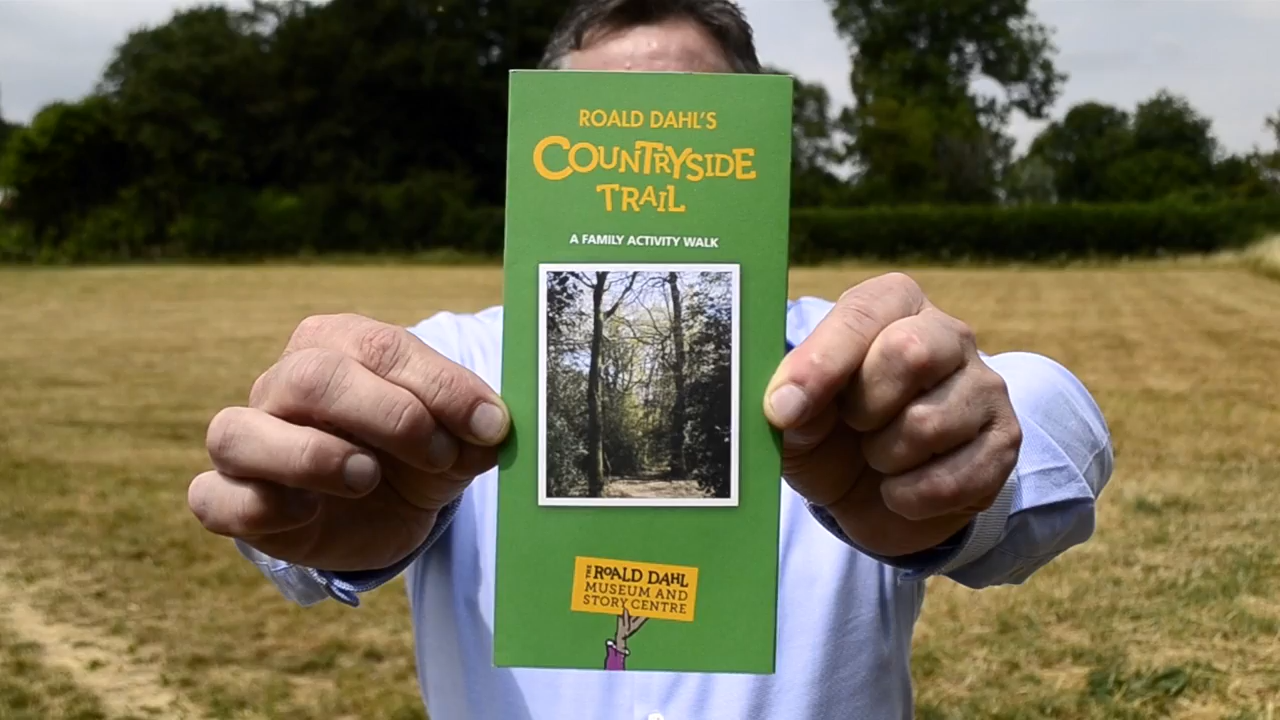 ROALD DAHL'S
COUNTRYSIDE
TRAIL
A FAMILY ACTIVITY WALK
THE ROALD DAHL
MUSEUM AND
STORY CENTRE